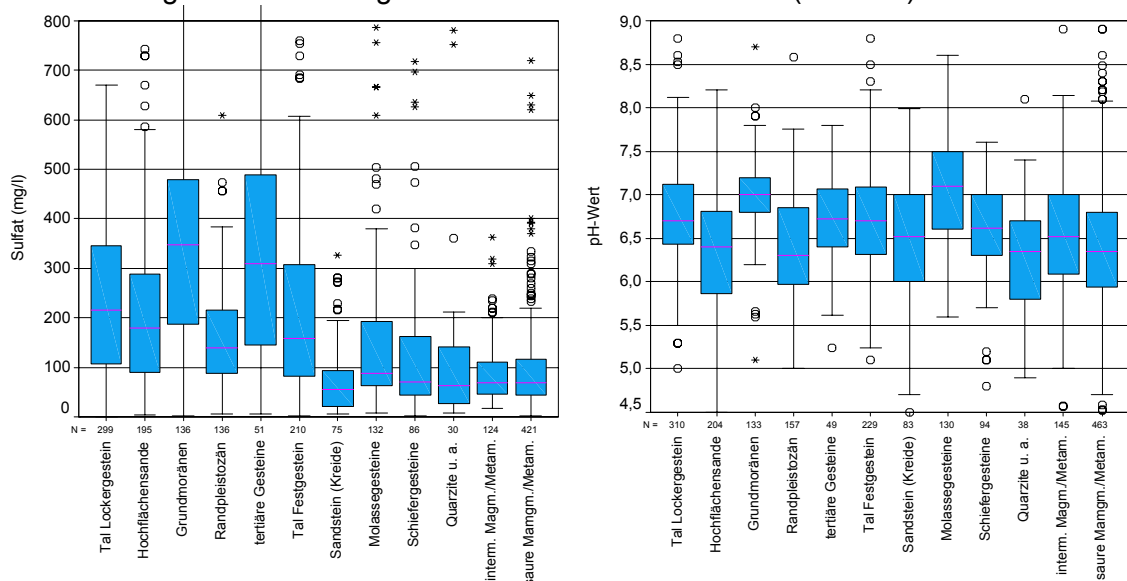 800
700
600
500
400
300
200
100
0
Sulfat (mg/l)
N = 299 195 136 136 51 210 75 132 86 30 124 421
Tal Lockergestein
Hochflächensande
Grundmoränen
Randpleistozän
tertiäre Gesteine
Tal Festgestein
Sandstein (Kreide)
Molassegesteine
Schiefergesteine
Quarzite u. a.
interm. Magm./Metam.
saure Mamgm./Metam.
9,0
8,5
8,0
7,5
7,0
6,5
6,0
5,5
5,0
4,5
pH-Wert
N = 310 204 133 157 49 229 83 130 94 38 145 463
Tal Lockergestein
Hochflächensande
Grundmoränen
Randpleistozän
tertiäre Gesteine
Tal Festgestein
Sandstein (Kreide)
Molassegesteine
Schiefergesteine
Quarzite u. a.
interm. Magm./Metam.
saure Mamgm./Metam.